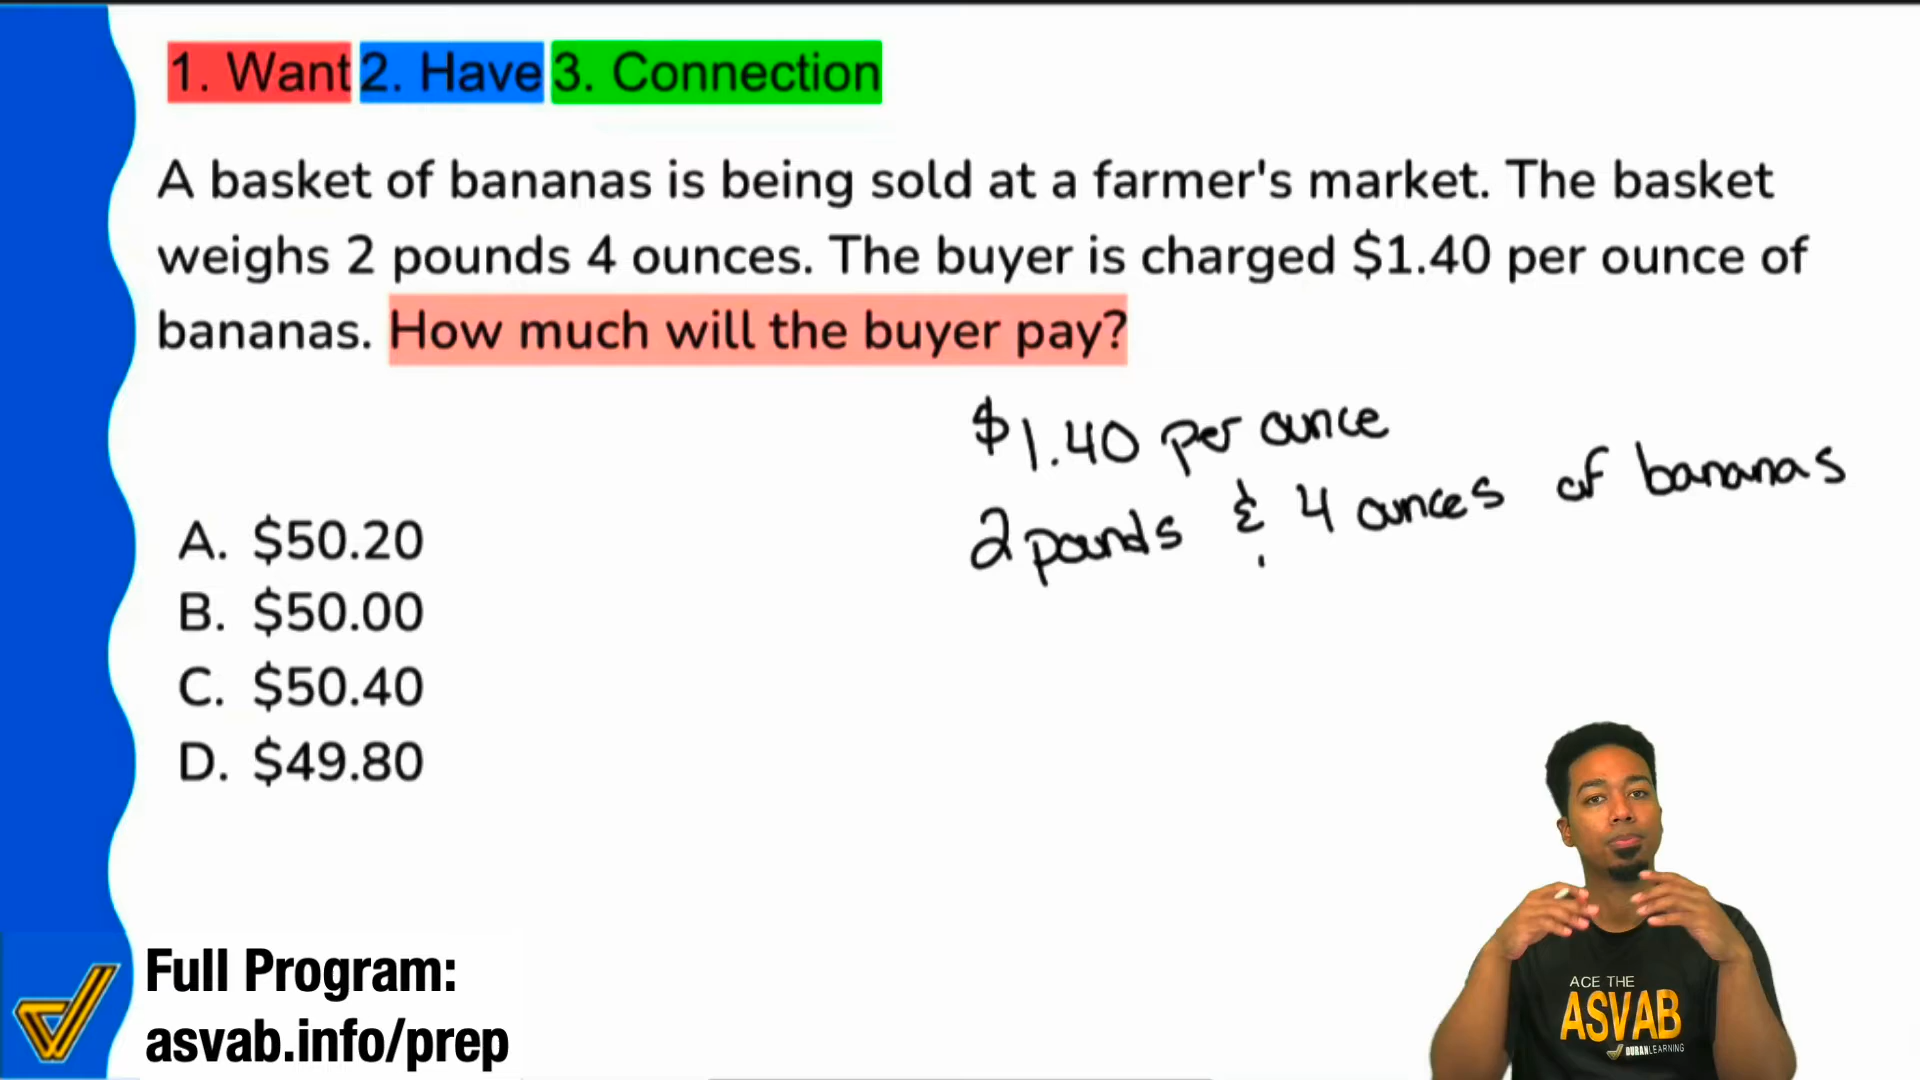 1. Want 2. Have 3. Connection
A basket of bananas is being sold at a farmer's market. The basket
weighs 2 pounds 4 ounces. The buyer is charged $1.40 per ounce of
bananas. How much will the buyer pay?
$1.40 per ounce
2 pounds & 4 ounces of bananas
A. $50.20
B. $50.00
C. $50.40
D. $49.80
Full Program:
asvab.info/prep
ACE THE
ASVAB
DURANLEARNING